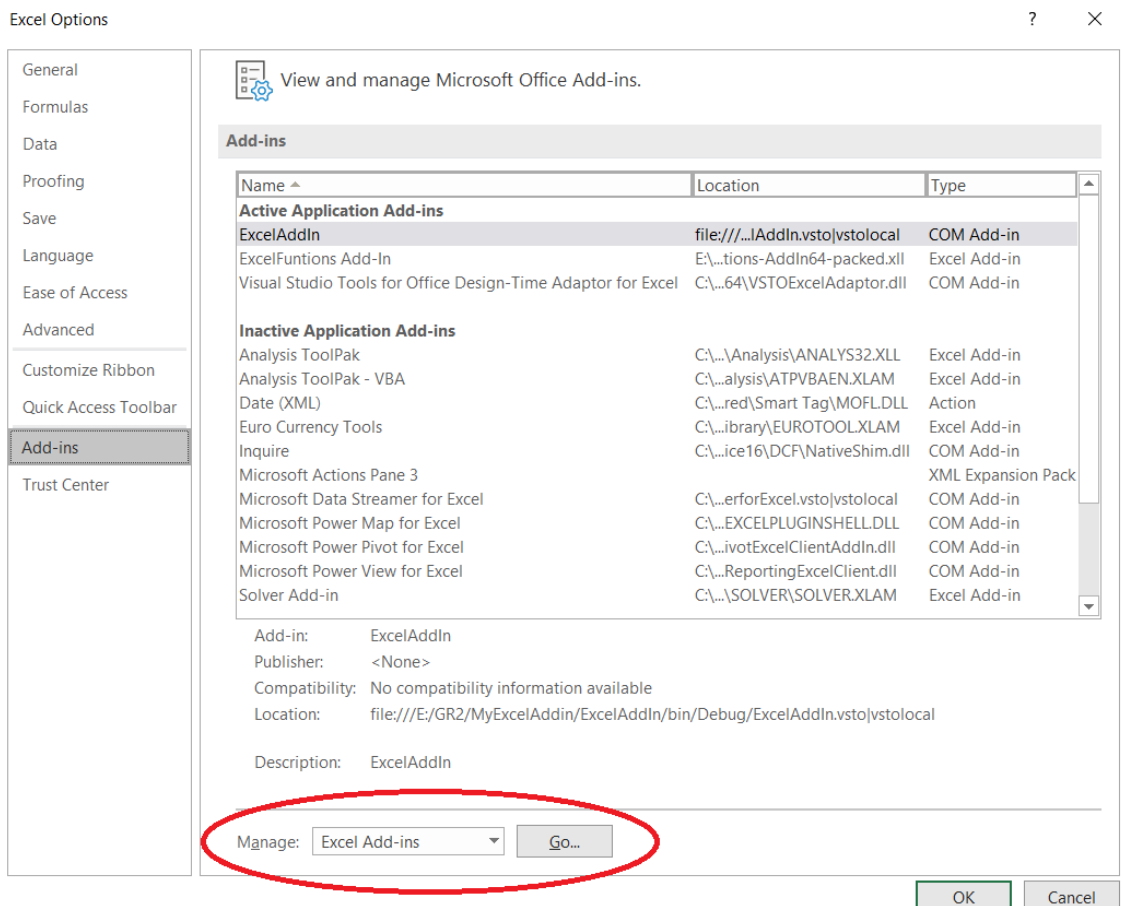 Excel Options
?
General
Formulas
Data
Proofing
Save
Language
Ease of Access
Advanced
Customize Ribbon
Quick Access Toolbar
Add-ins
Trust Center
View and manage Microsoft Office Add-ins.
Add-ins
Name Location Type
Active Application Add-ins
ExcelAddIn file:///...lAddIn.vsto|vstolocal COM Add-in
ExcelFuntions Add-In E:\...tions-AddIn64-packed.xll Excel Add-in
Visual Studio Tools for Office Design-Time Adaptor for Excel C:\...64\VSTOExcelAdaptor.dll COM Add-in
Inactive Application Add-ins
Analysis ToolPak C:\...\Analysis\ANALYS32.XLL Excel Add-in
Analysis ToolPak - VBA C:\...alysis\ATPVBAEN.XLAM Excel Add-in
Date (XML) C:\...red\Smart Tag\MOFL.DLL Action
Euro Currency Tools C:\...ibrary\EUROTOOL.XLAM Excel Add-in
Inquire C:\...ice16\DCF\NativeShim.dll COM Add-in
Microsoft Actions Pane 3 XML Expansion Pack
Microsoft Data Streamer for Excel C:\...erforExcel.vsto|vstolocal COM Add-in
Microsoft Power Map for Excel C:\...EXCELPLUGINSHELL.DLL COM Add-in
Microsoft Power Pivot for Excel C:\...ivotExcelClientAddIn.dll COM Add-in
Microsoft Power View for Excel C:\...ReportingExcelClient.dll COM Add-in
Solver Add-in C:\...\SOLVER\SOLVER.XLAM Excel Add-in
Add-in: ExcelAddIn
Publisher: <None>
Compatibility: No compatibility information available
Location: file:///E:/GR2/MyExcelAddin/ExcelAddIn/bin/Debug/ExcelAddIn.vsto|vstolocal
Description: ExcelAddIn
Manage: Excel Add-ins Go...
OK Cancel